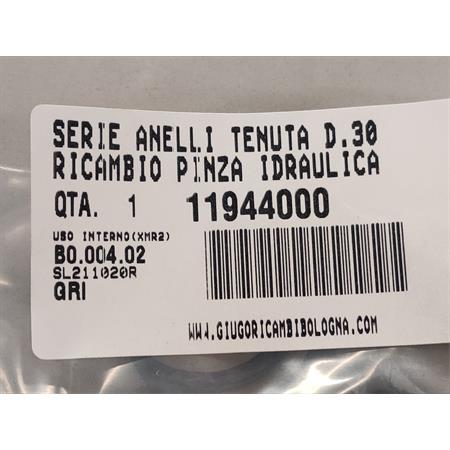 SERIE ANELLI TENUTA D.30
RICAMBIO PINZA IDRAULICA
QTA. 1 11944000
USO INTERNO(XMR2)
B0.004.02
SL211020R
GRI
WWW.GIUGORICAMBIBOLOGNA.COM